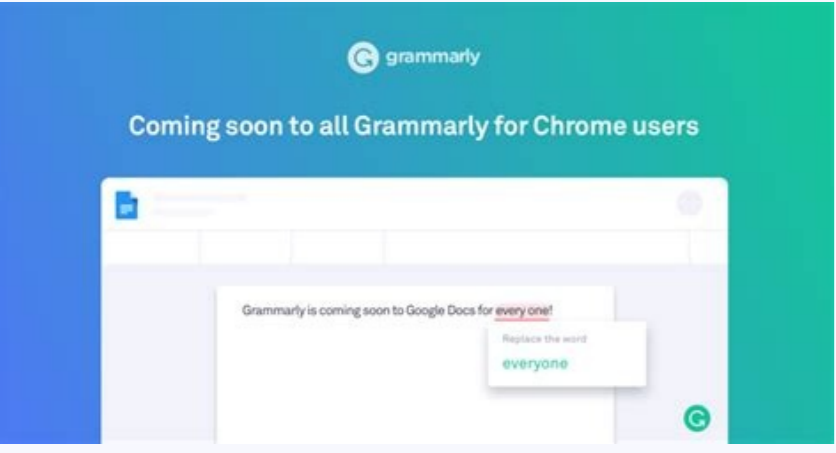 grammarly
Coming soon to all Grammarly for Chrome users
Grammarly is coming soon to Google Docs for every one!
Replace the word
everyone